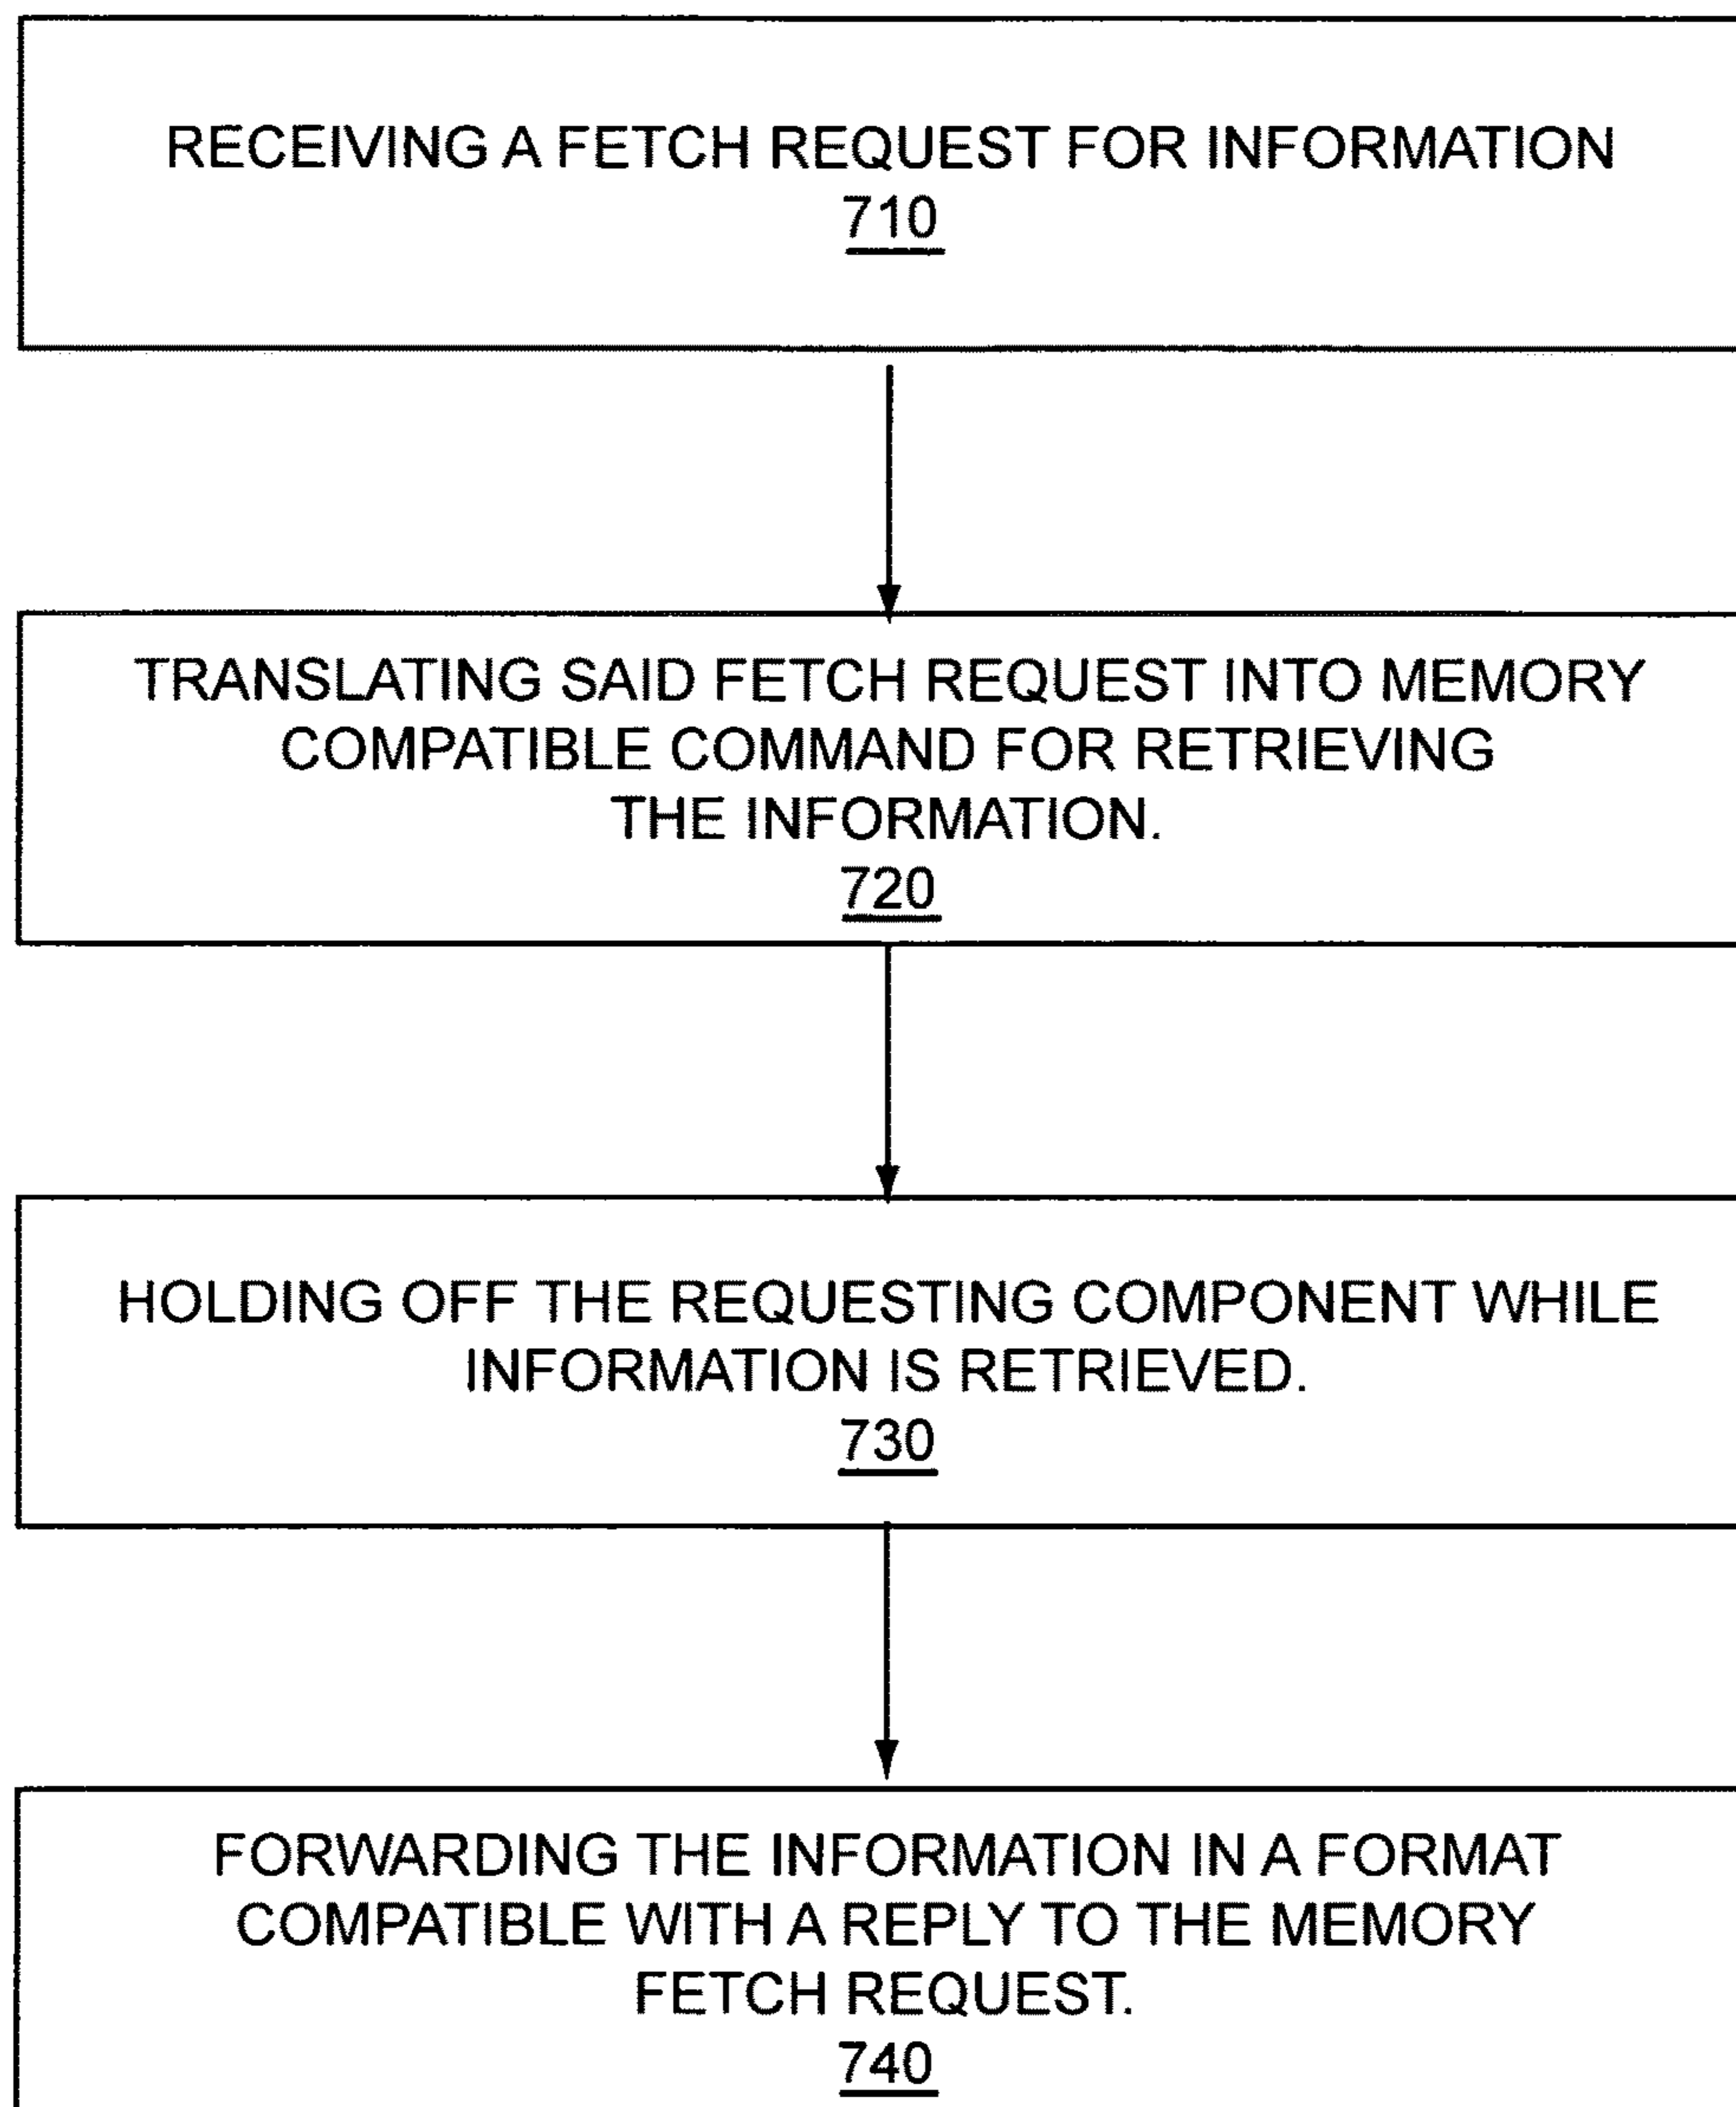 RECEIVING A FETCH REQUEST FOR INFORMATION
710
TRANSLATING SAID FETCH REQUEST INTO MEMORY
COMPATIBLE COMMAND FOR RETRIEVING
THE INFORMATION.
720
HOLDING OFF THE REQUESTING COMPONENT WHILE
INFORMATION IS RETRIEVED.
730
FORWARDING THE INFORMATION IN A FORMAT
COMPATIBLE WITH A REPLY TO THE MEMORY
FETCH REQUEST.
740